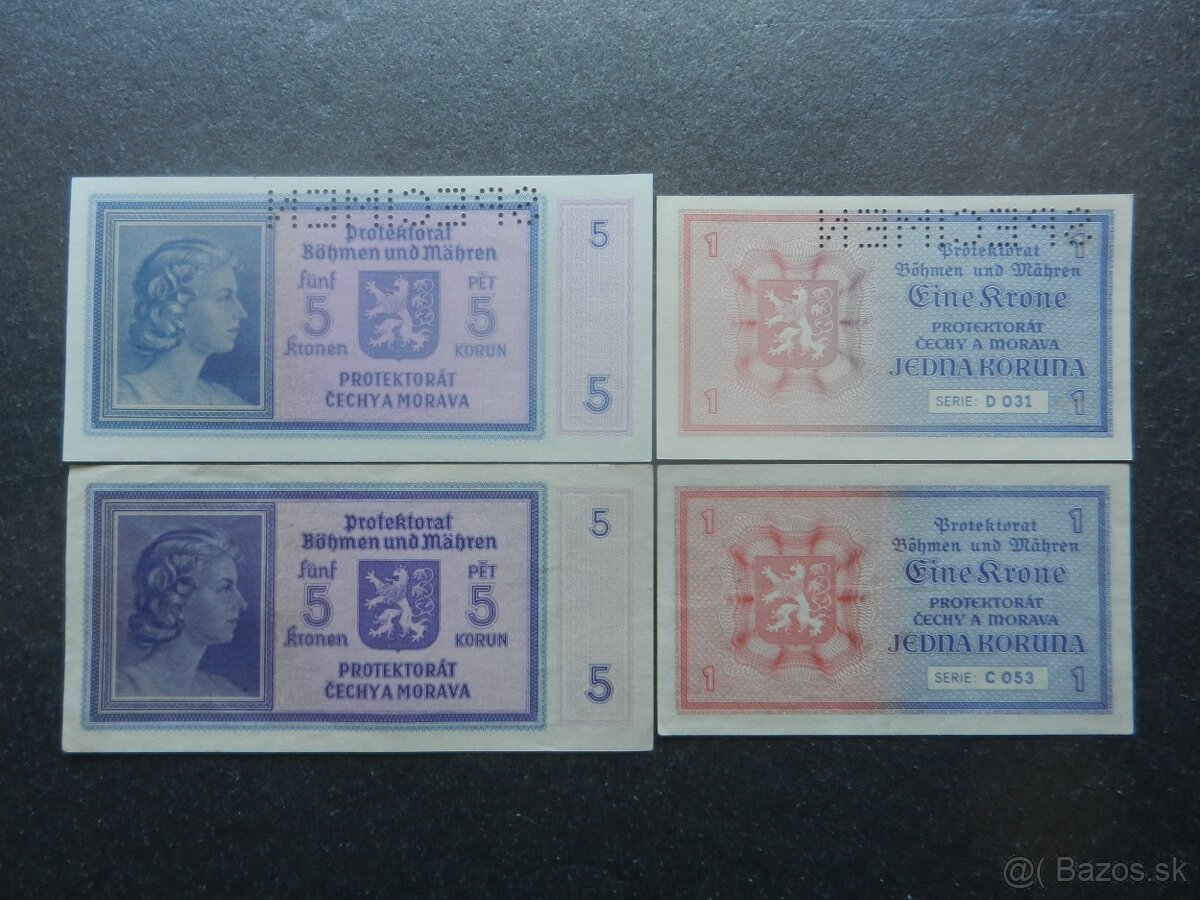 SPECIMEN
Protektorat
Böhmen und Mähren
fünf PĚT
5 5
Kronen KORUN
PROTEKTORÁT
ČECHY A MORAVA
5
5
SPECIMEN
1 1
Protektorat
Böhmen und Mähren
Eine Krone
PROTEKTORÁT
ČECHY A MORAVA
JEDNA KORUNA
SERIE: D 031
1 1
Protektorat
Böhmen und Mähren
fünf PĚT
5 5
Kronen KORUN
PROTEKTORÁT
ČECHY A MORAVA
5
5
1 1
Protektorat
Böhmen und Mähren
Eine Krone
PROTEKTORÁT
ČECHY A MORAVA
JEDNA KORUNA
SERIE: C 053
1 1
@( Bazos.sk